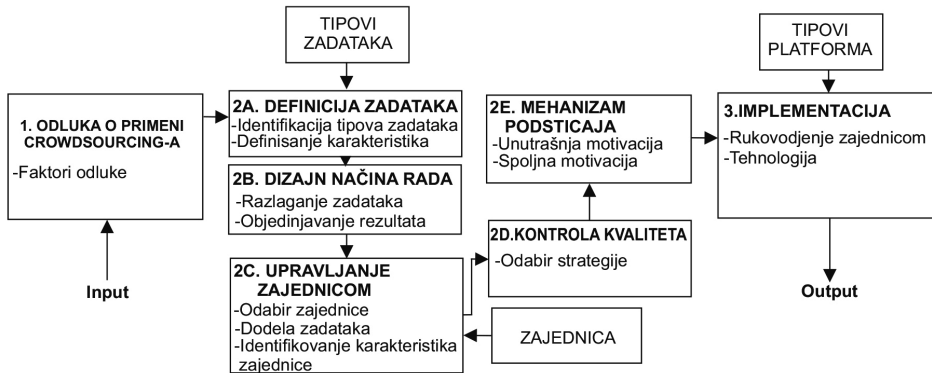 TIPOVI
ZADATAKA
TIPOVI
PLATFORMA
1. ODLUKA O PRIMENI
CROWDSOURCING-A
-Faktori odluke
Input
2A. DEFINICIJA ZADATAKA
-Identifikacija tipova zadataka
-Definisanje karakteristika
2B. DIZAJN NAČINA RADA
-Razlaganje zadataka
-Objedinjavanje rezultata
2C. UPRAVLJANJE
ZAJEDNICOM
-Odabir zajednice
-Dodela zadataka
-Identifikovanje karakteristika
zajednice
ZAJEDNICA
2D.KONTROLA KVALITETA
-Odabir strategije
2E. MEHANIZAM
PODSTICAJA
-Unutrašnja motivacija
-Spoljna motivacija
3.IMPLEMENTACIJA
-Rukovodjenje zajednicom
-Tehnologija
Output